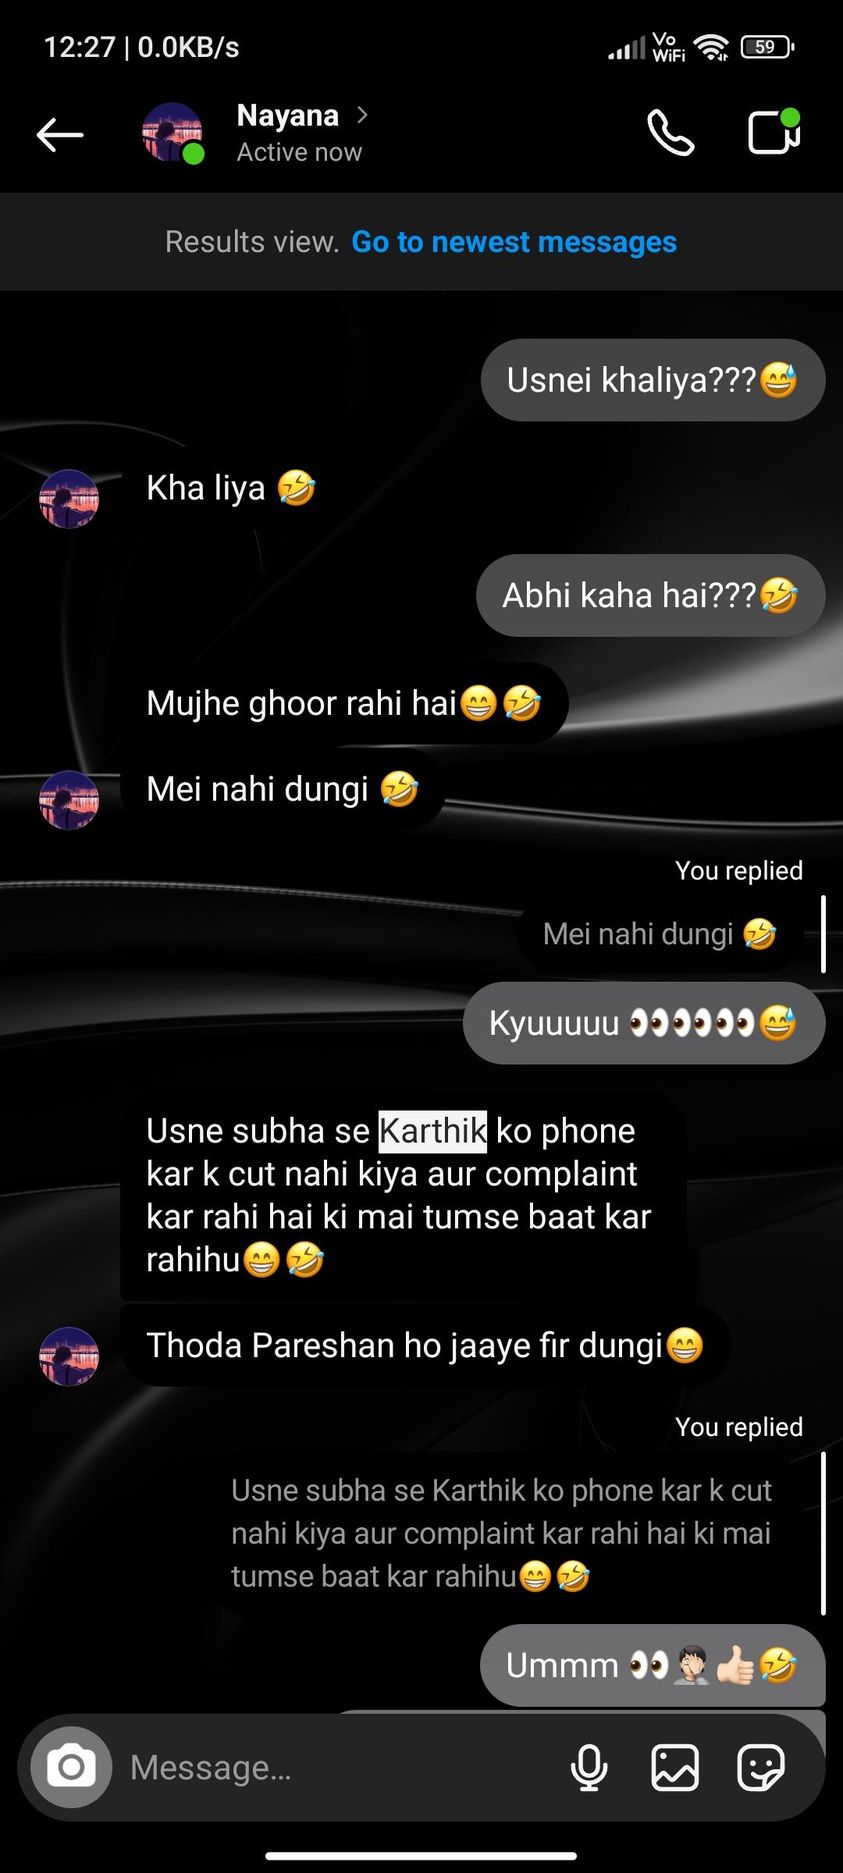 12:27 | 0.0KB/s
Vo
WiFi
59
Nayana
Active now
Results view. Go to newest messages
Usnei khaliya???😅
Kha liya 🤣
Abhi kaha hai???🤣
Mujhe ghoor rahi hai😁🤣
Mei nahi dungi 🤣
You replied
Mei nahi dungi 🤣
Kyuuuuu 👀👀👀😅
Usne subha se Karthik ko phone
kar k cut nahi kiya aur complaint
kar rahi hai ki mai tumse baat kar
rahihu😁🤣
Thoda Pareshan ho jaaye fir dungi😁
You replied
Usne subha se Karthik ko phone kar k cut
nahi kiya aur complaint kar rahi hai ki mai
tumse baat kar rahihu😁🤣
Ummm 👀🤦🏻👍🏻🤣
Message...